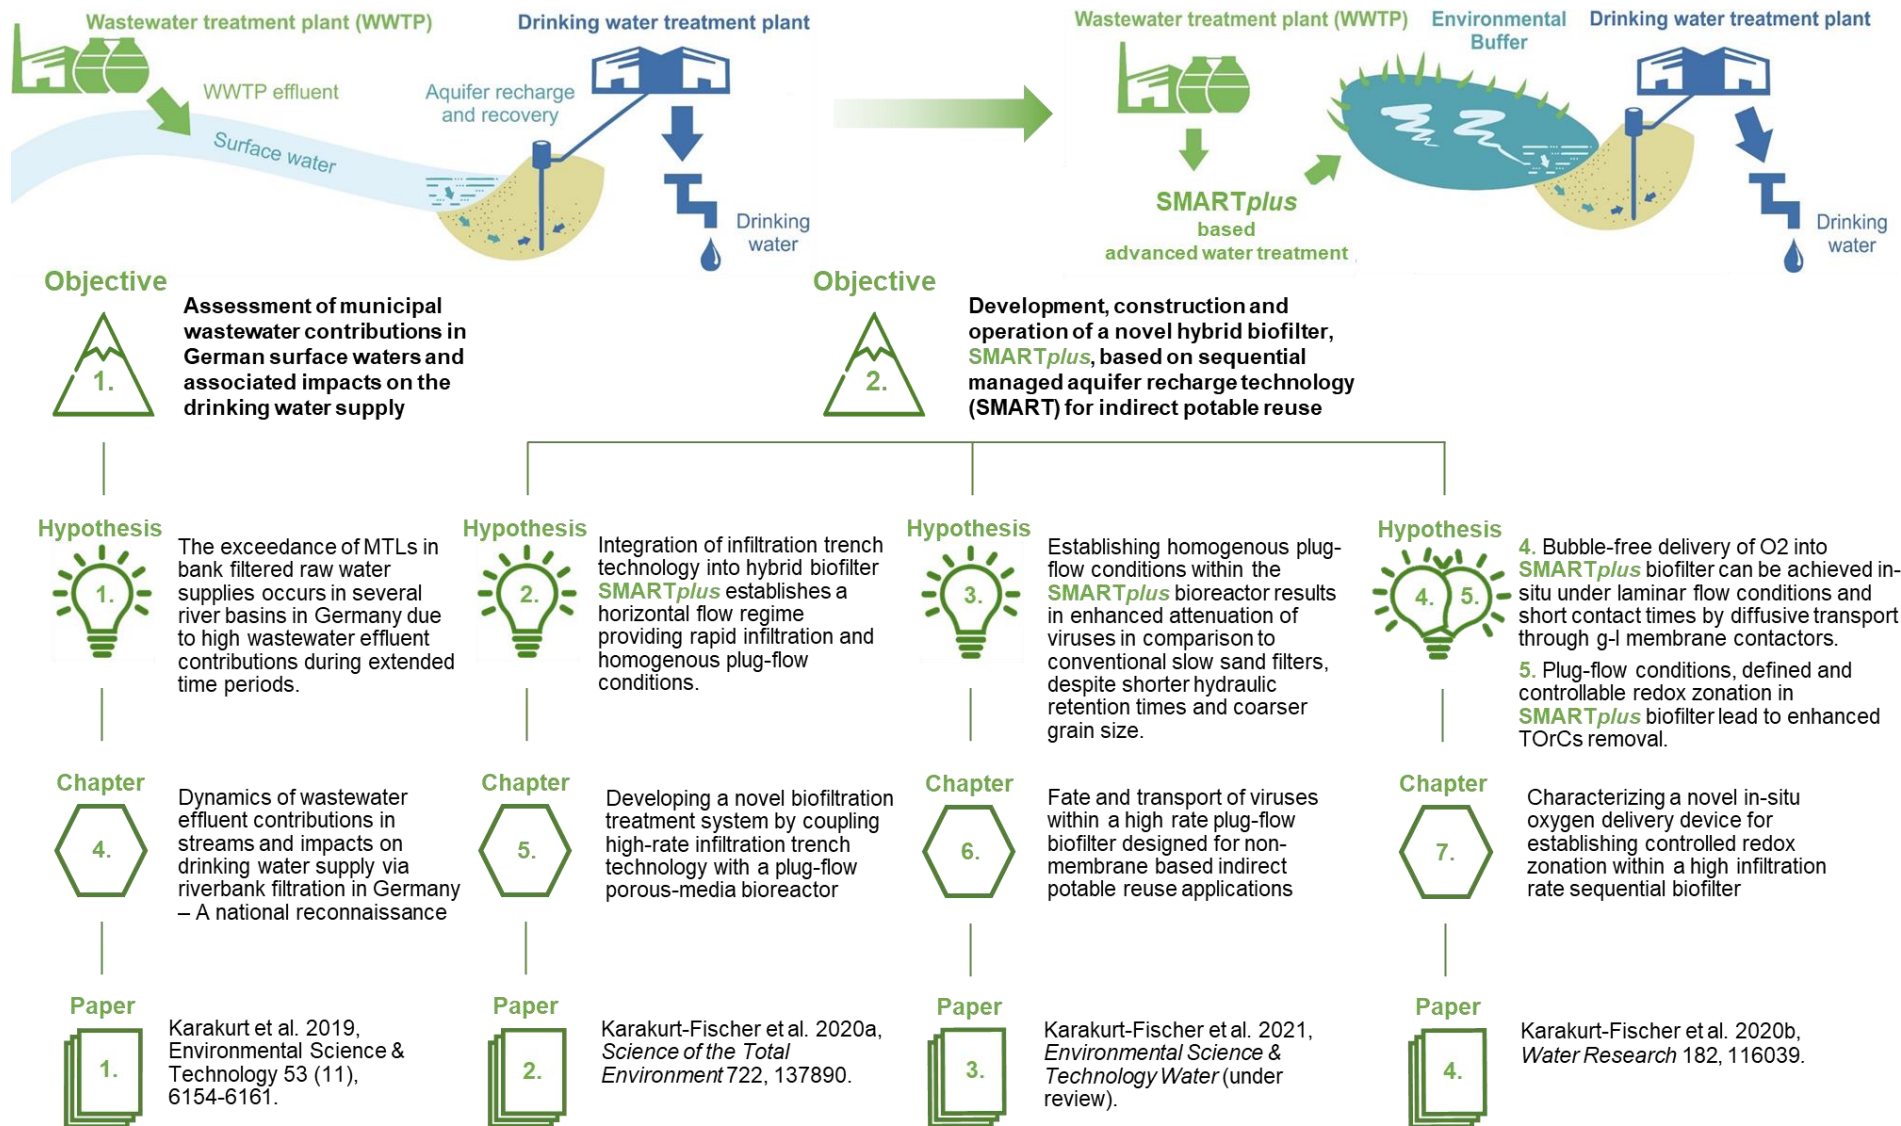 Wastewater treatment plant (WWTP)
WWTP effluent
Surface water
Aquifer recharge
and recovery
Drinking water treatment plant
Drinking
water
Wastewater treatment plant (WWTP)
Environmental
Buffer
Drinking water treatment plant
SMARTplus
based
advanced water treatment
Drinking
water
Objective
1.
Assessment of municipal
wastewater contributions in
German surface waters and
associated impacts on the
drinking water supply
Objective
2.
Development, construction and
operation of a novel hybrid biofilter,
SMARTplus, based on sequential
managed aquifer recharge technology
(SMART) for indirect potable reuse
Hypothesis
1.
The exceedance of MTLs in
bank filtered raw water
supplies occurs in several
river basins in Germany due
to high wastewater effluent
contributions during extended
time periods.
Hypothesis
2.
Integration of infiltration trench
technology into hybrid biofilter
SMARTplus establishes a
horizontal flow regime
providing rapid infiltration and
homogenous plug-flow
conditions.
Hypothesis
3.
Establishing homogenous plug-
flow conditions within the
SMARTplus bioreactor results
in enhanced attenuation of
viruses in comparison to
conventional slow sand filters,
despite shorter hydraulic
retention times and coarser
grain size.
Hypothesis
4. 5.
4. Bubble-free delivery of O2 into
SMARTplus biofilter can be achieved in-
situ under laminar flow conditions and
short contact times by diffusive transport
through g-l membrane contactors.
5. Plug-flow conditions, defined and
controllable redox zonation in
SMARTplus biofilter lead to enhanced
TOrCs removal.
Chapter
4.
Dynamics of wastewater
effluent contributions in
streams and impacts on
drinking water supply via
riverbank filtration in Germany
– A national reconnaissance
Chapter
5.
Developing a novel biofiltration
treatment system by coupling
high-rate infiltration trench
technology with a plug-flow
porous-media bioreactor
Chapter
6.
Fate and transport of viruses
within a high rate plug-flow
biofilter designed for non-
membrane based indirect
potable reuse applications
Chapter
7.
Characterizing a novel in-situ
oxygen delivery device for
establishing controlled redox
zonation within a high infiltration
rate sequential biofilter
Paper
1.
Karakurt et al. 2019,
Environmental Science &
Technology 53 (11),
6154-6161.
Paper
2.
Karakurt-Fischer et al. 2020a,
Science of the Total
Environment 722, 137890.
Paper
3.
Karakurt-Fischer et al. 2021,
Environmental Science &
Technology Water (under
review).
Paper
4.
Karakurt-Fischer et al. 2020b,
Water Research 182, 116039.